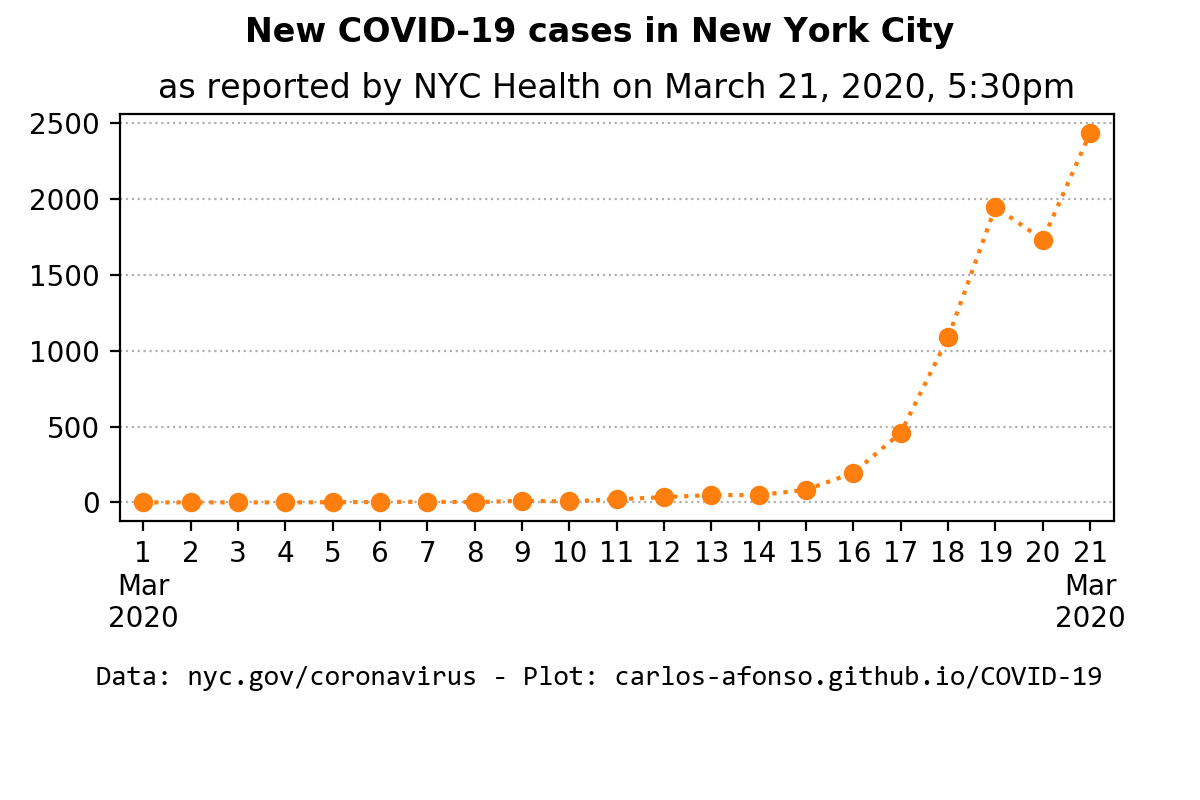 New COVID-19 cases in New York City
as reported by NYC Health on March 21, 2020, 5:30pm
2500
2000
1500
1000
500
0
1 2 3 4 5 6 7 8 9 10 11 12 13 14 15 16 17 18 19 20 21
Mar Mar
2020 2020
Data: nyc.gov/coronavirus - Plot: carlos-afonso.github.io/COVID-19